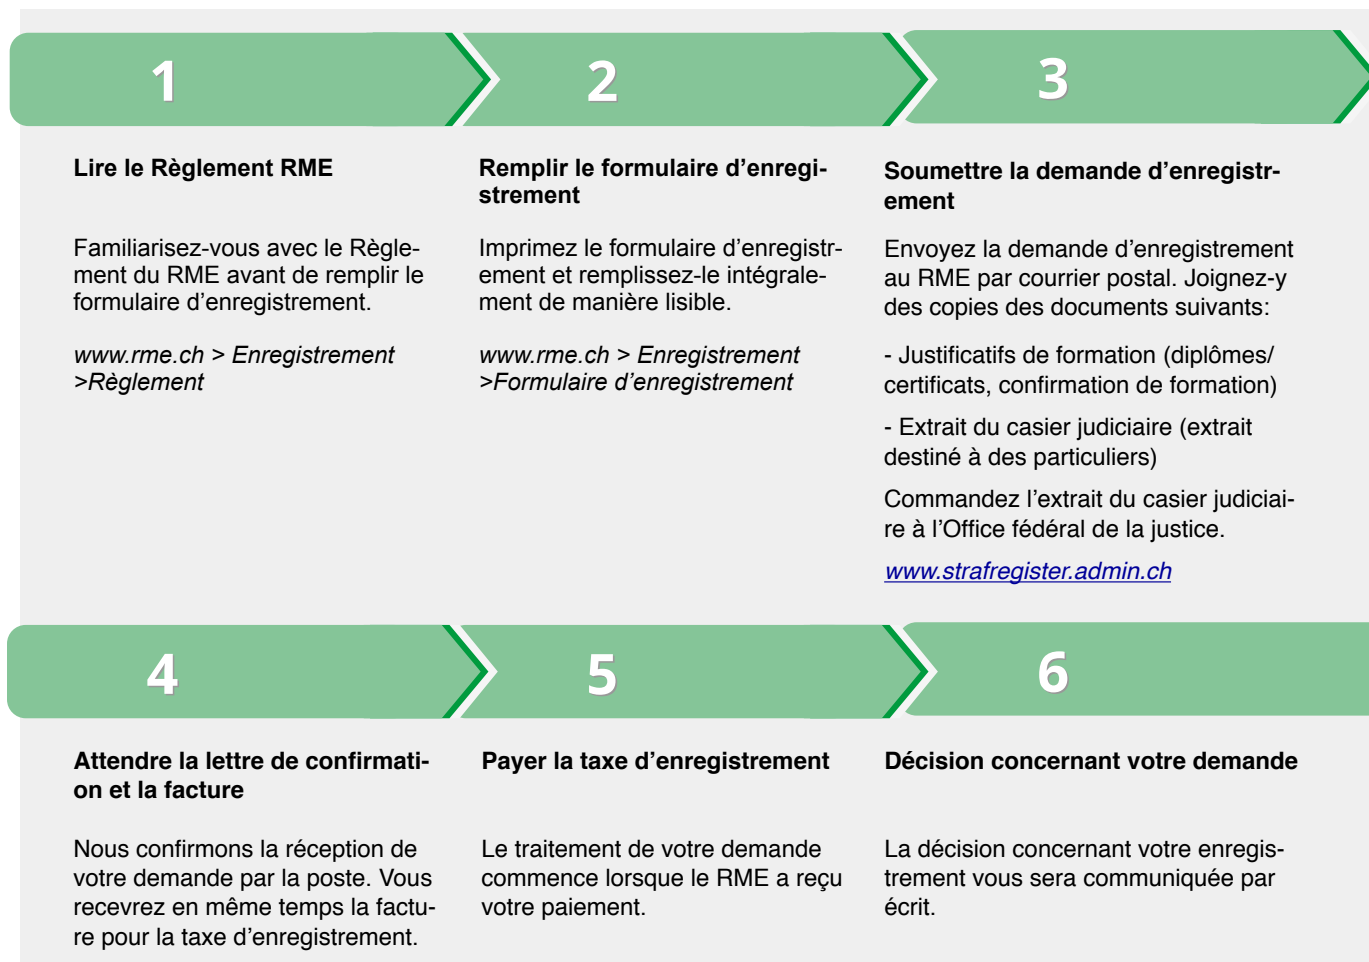 1
Lire le Règlement RME
Familiarisez-vous avec le Règle-
ment du RME avant de remplir le
formulaire d'enregistrement.
www.rme.ch > Enregistrement
>Règlement
2
Remplir le formulaire d'enregi-
strement
Imprimez le formulaire d'enregistr-
ement et remplissez-le intégrale-
ment de manière lisible.
www.rme.ch > Enregistrement
>Formulaire d'enregistrement
3
Soumettre la demande d'enregistr-
ement
Envoyez la demande d'enregistrement
au RME par courrier postal. Joignez-y
des copies des documents suivants:
- Justificatifs de formation (diplômes/
certificats, confirmation de formation)
- Extrait du casier judiciaire (extrait
destiné à des particuliers)
Commandez l'extrait du casier judiciai-
re à l'Office fédéral de la justice.
www.strafregister.admin.ch
4
Attendre la lettre de confirmati-
on et la facture
Nous confirmons la réception de
votre demande par la poste. Vous
recevrez en même temps la factu-
re pour la taxe d'enregistrement.
5
Payer la taxe d'enregistrement
Le traitement de votre demande
commence lorsque le RME a reçu
votre paiement.
6
Décision concernant votre demande
La décision concernant votre enregis-
trement vous sera communiquée par
écrit.